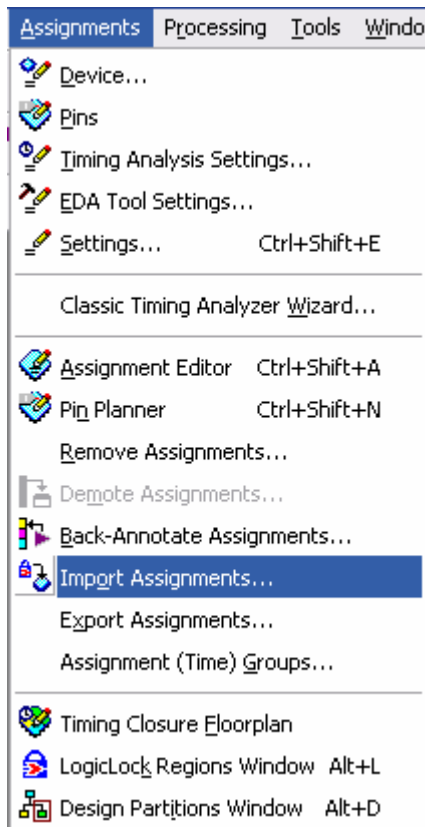 Assignments Processing Tools Windo
Device...
Pins
Timing Analysis Settings...
EDA Tool Settings...
Settings... Ctrl+Shift+E
Classic Timing Analyzer Wizard...
Assignment Editor Ctrl+Shift+A
Pin Planner Ctrl+Shift+N
Remove Assignments...
Demote Assignments...
Back-Annotate Assignments...
Import Assignments...
Export Assignments...
Assignment (Time) Groups...
Timing Closure Floorplan
LogicLock Regions Window Alt+L
Design Partitions Window Alt+D